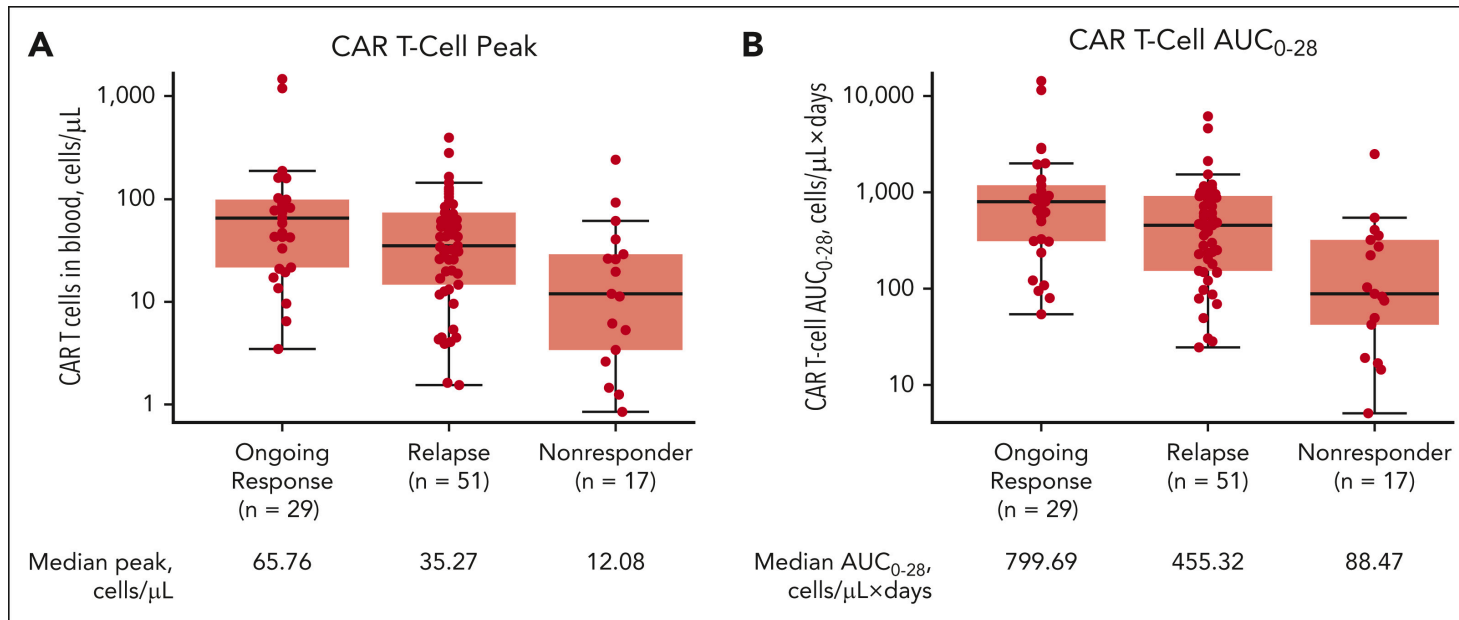 A
CAR T-Cell Peak
CAR T cells in blood, cells/μL
1,000
100
10
1
Ongoing
Response
(n = 29)
Relapse
(n = 51)
Nonresponder
(n = 17)
Median peak,
cells/μL
65.76
35.27
12.08
B
CAR T-Cell AUC0-28
CAR T-cell AUC0-28, cells/μL×days
10,000
1,000
100
10
Ongoing
Response
(n = 29)
Relapse
(n = 51)
Nonresponder
(n = 17)
Median AUC0-28,
cells/μL×days
799.69
455.32
88.47